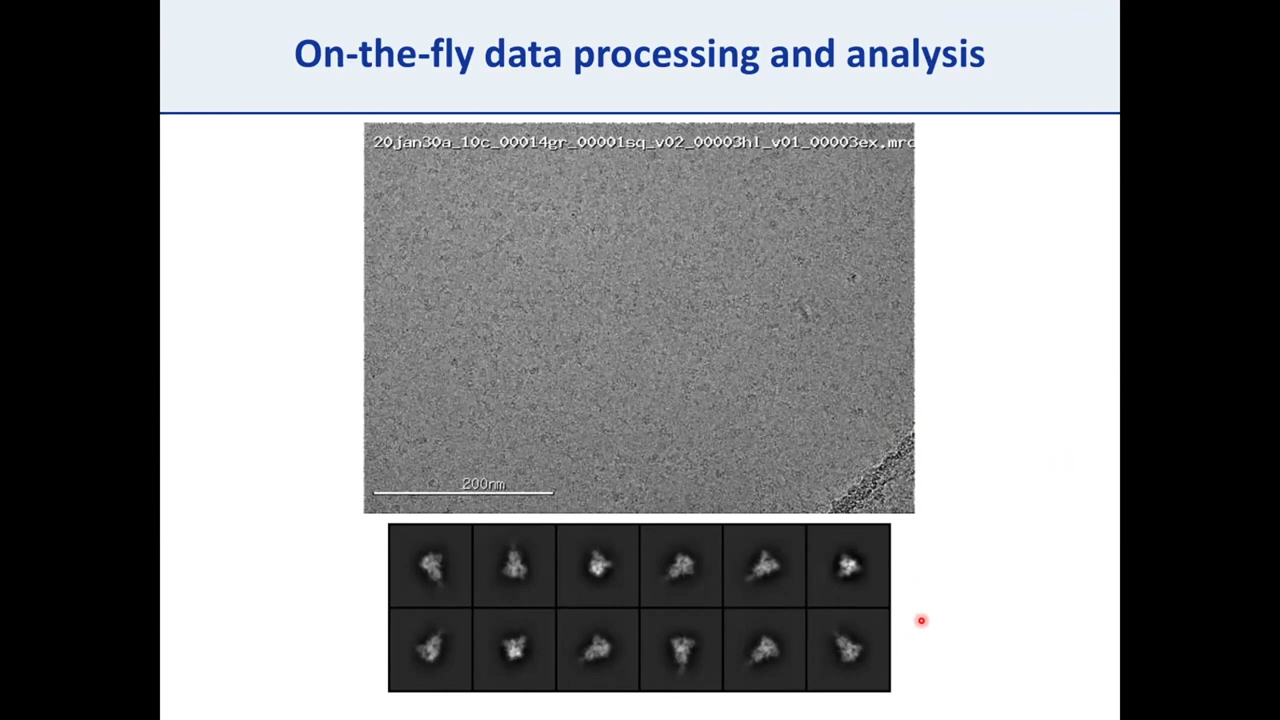 On-the-fly data processing and analysis
20jan30a_10c_00014gr_00001sq_v02_00003hl_v01_00003ex.mrc
200nm